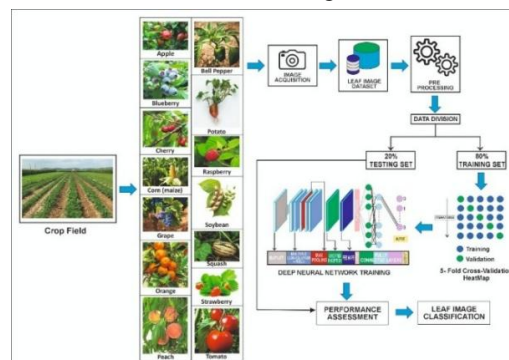 Crop Field
Apple
Blueberry
Cherry
Corn (maize)
Grape
Orange
Peach
Bell Pepper
Potato
Raspberry
Soybean
Squash
Strawberry
Tomato
IMAGE
ACQUISITION
LEAF IMAGE
DATASET
PRE
PROCESSING
DATA DIVISION
20%
TESTING SET
80%
TRAINING SET
Training
Validation
5- Fold Cross-Validation
HeatMap
DEEP NEURAL NETWORK TRAINING
PERFORMANCE
ASSESSMENT
LEAF IMAGE
CLASSIFICATION